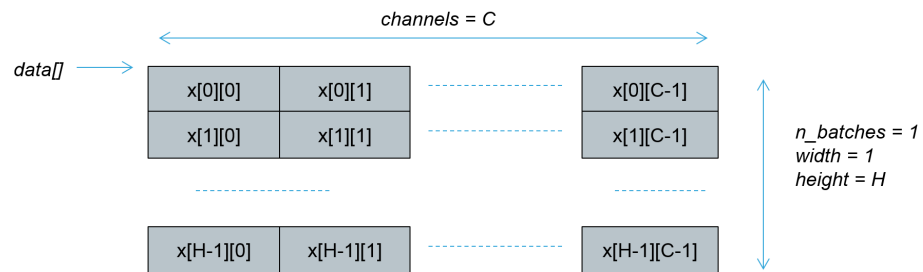 channels = C
data[]
x[0][0] x[0][1] x[0][C-1]
x[1][0] x[1][1] x[1][C-1]
n_batches = 1
width = 1
height = H
x[H-1][0] x[H-1][1] x[H-1][C-1]